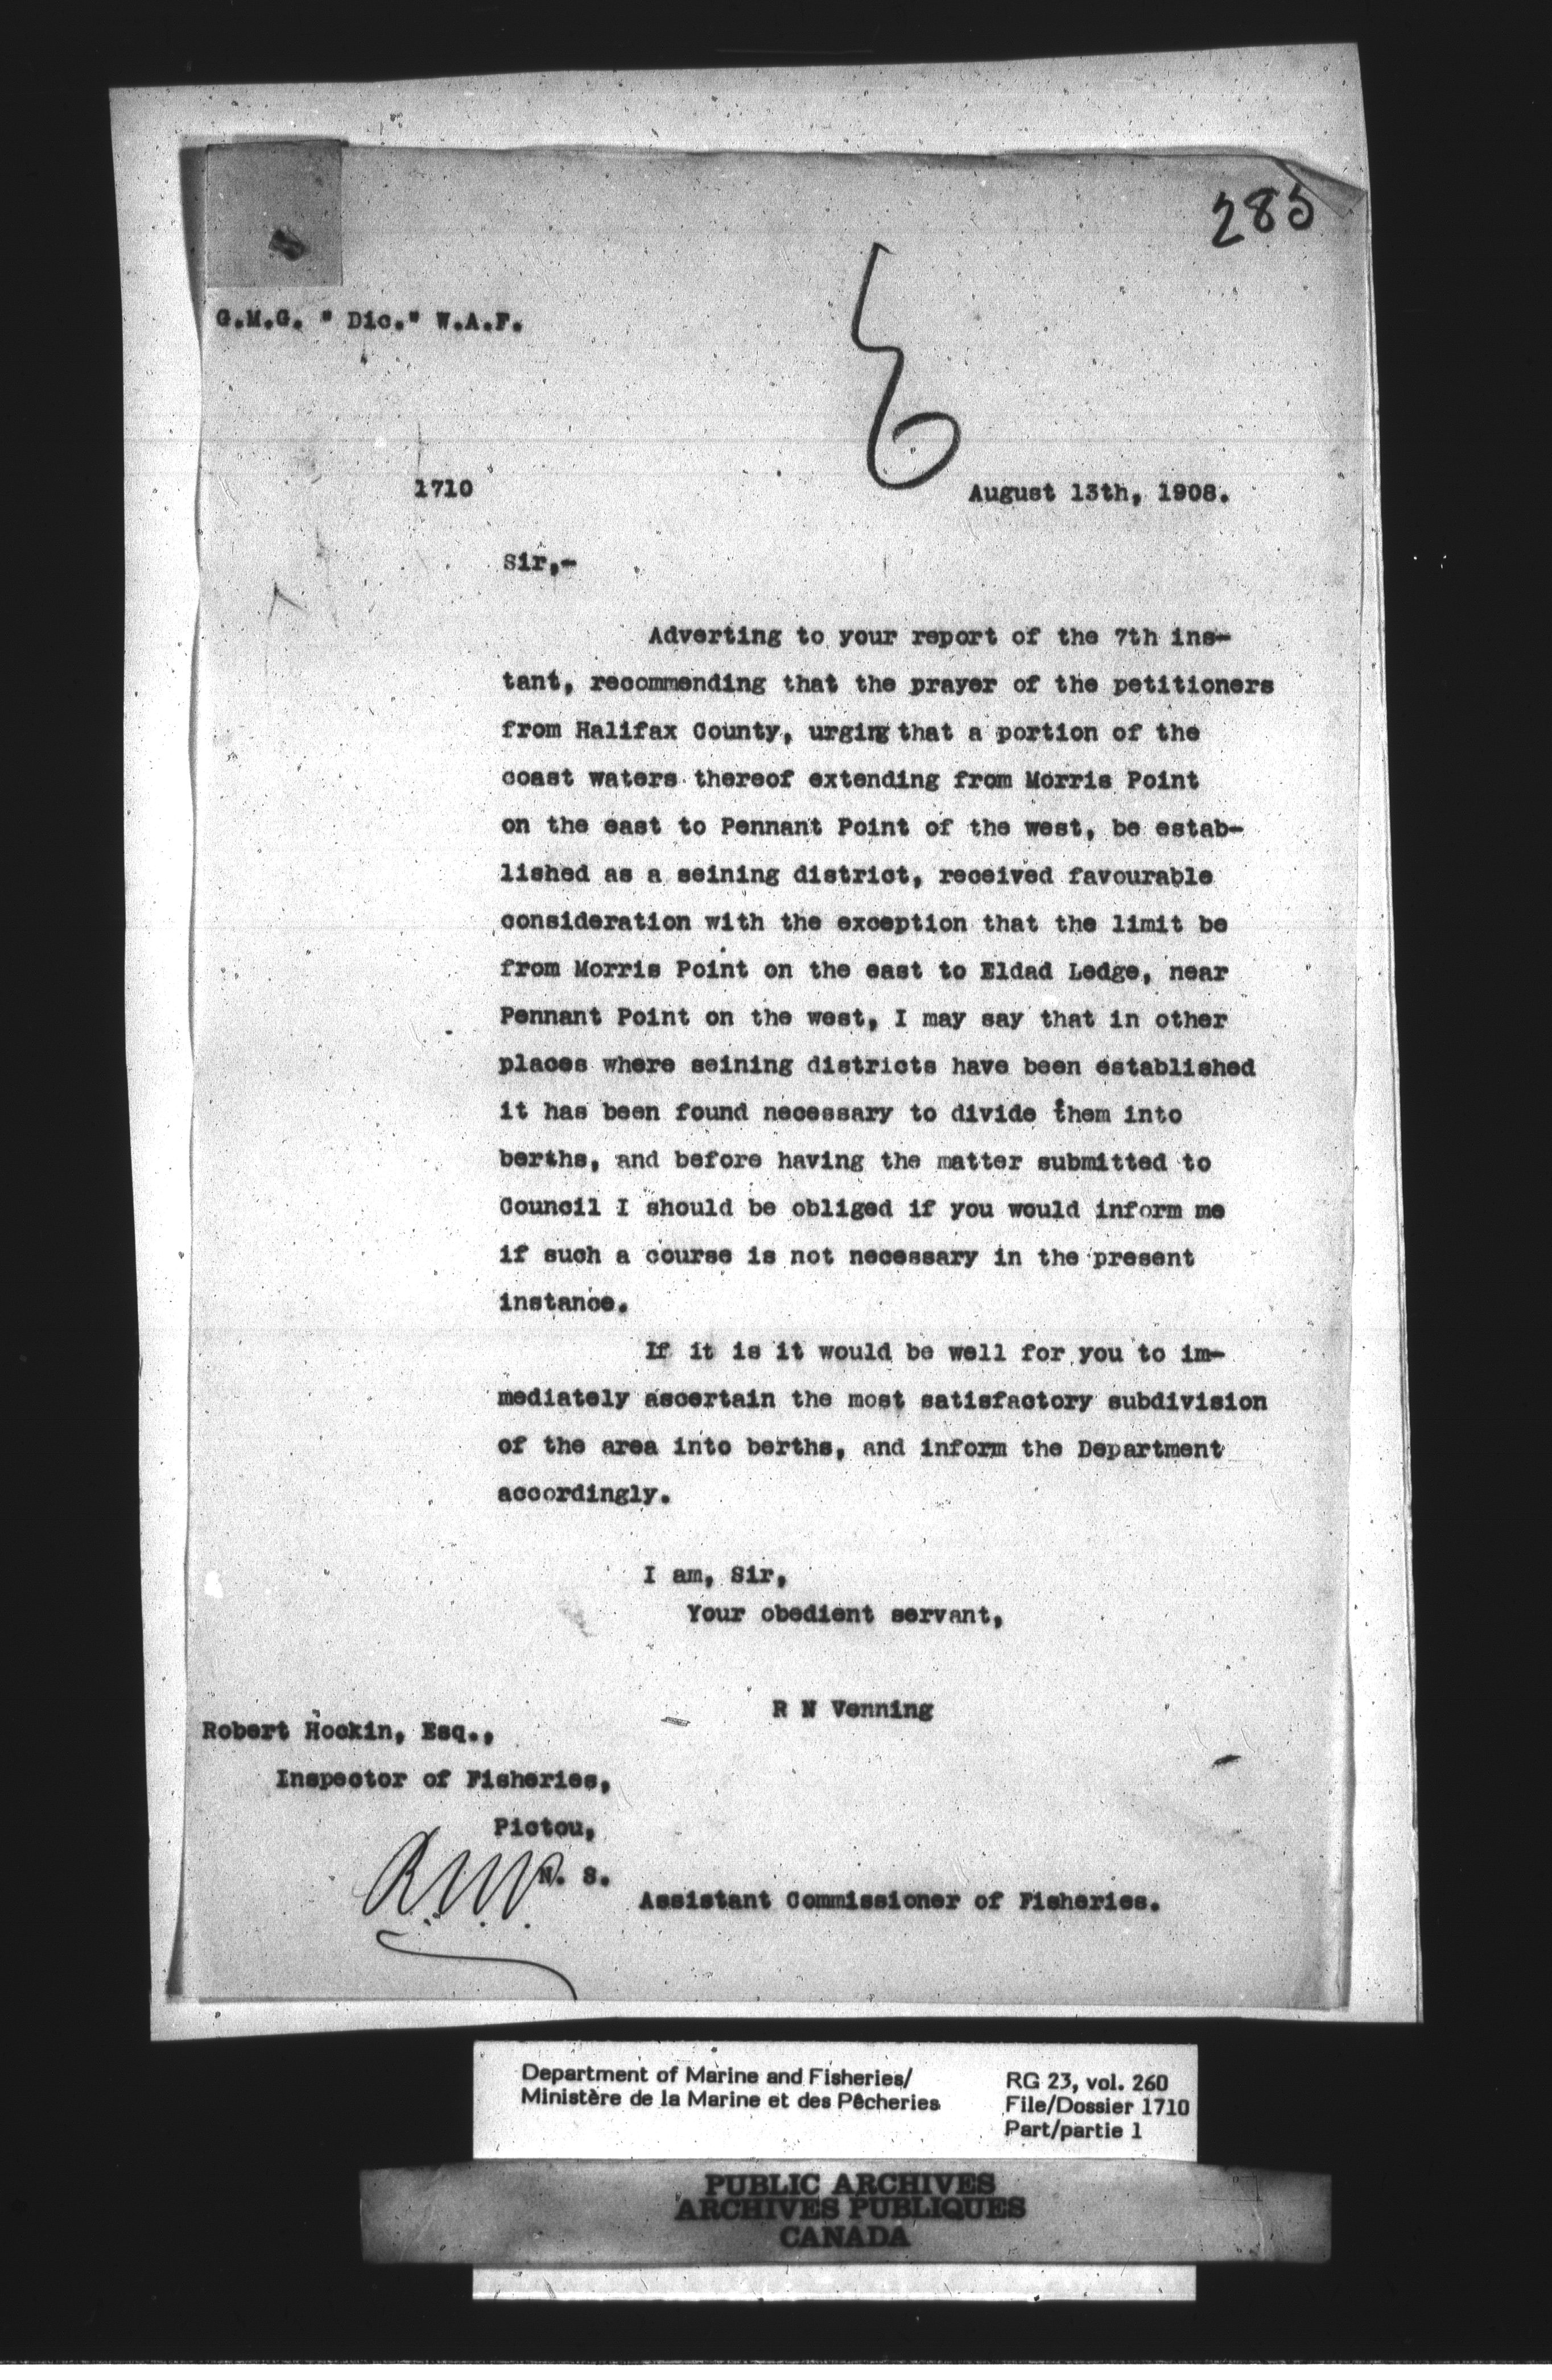 285
G.M.G. " Dic." W.A.F.
1710
August 13th, 1908.
Sir,-
Adverting to your report of the 7th ins-
tant, recommending that the prayer of the petitioners
from Halifax County, urging that a portion of the
coast waters thereof extending from Morris Point
on the east to Pennant Point of the west, be estab-
lished as a seining district, received favourable
consideration with the exception that the limit be
from Morris Point on the east to Eldad Ledge, near
Pennant Point on the west, I may say that in other
places where seining districts have been established
it has been found necessary to divide them into
berths, and before having the matter submitted to
Council I should be obliged if you would inform me
if such a course is not necessary in the present
instance.
If it is it would be well for you to im-
mediately ascertain the most satisfactory subdivision
of the area into berths, and inform the Department
accordingly.
I am, Sir,
Your obedient servant,
R N Venning
Robert Hockin, Esq.,
Inspector of Fisheries,
Pictou,
N. S.
Assistant Commissioner of Fisheries.
Department of Marine and Fisheries/
Ministère de la Marine et des Pêcheries
RG 23, vol. 260
File/Dossier 1710
Part/partie 1
PUBLIC ARCHIVES
ARCHIVES PUBLIQUES
CANADA